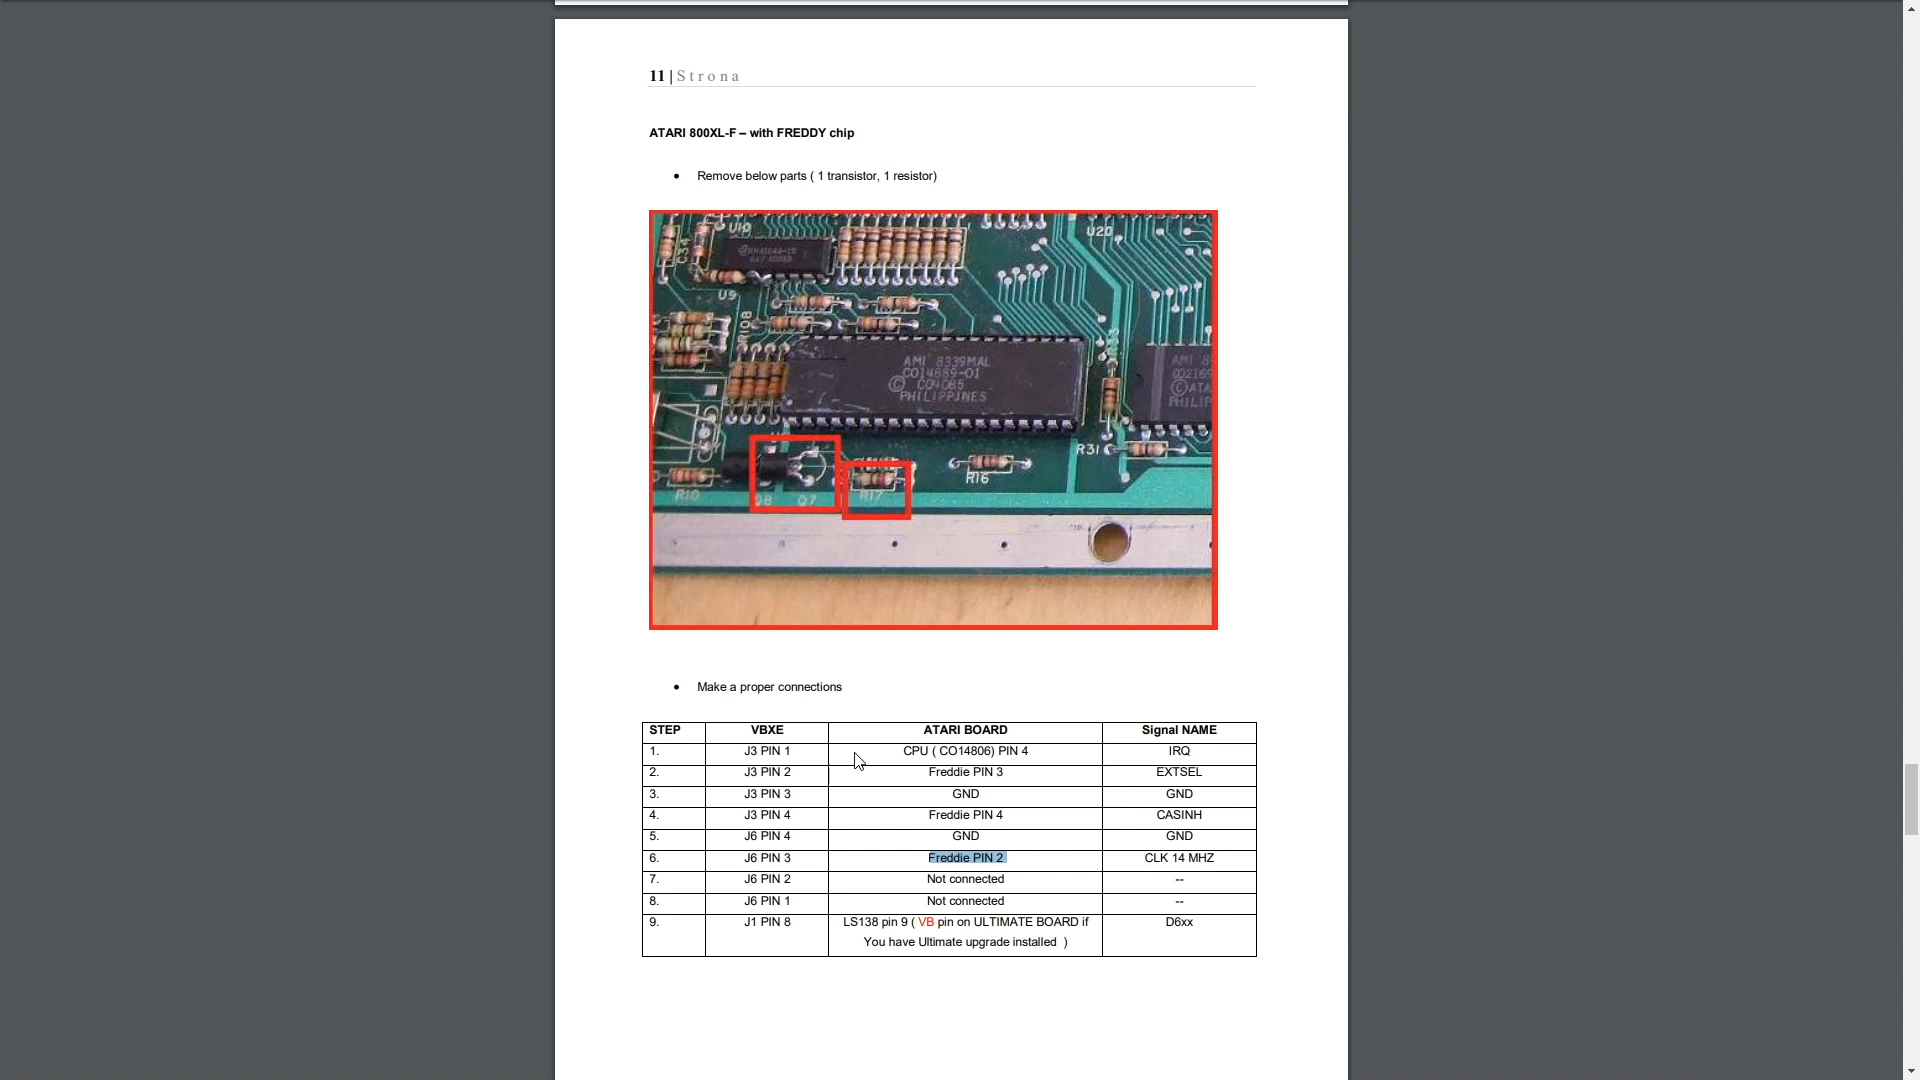 11 | Strona
ATARI 800XL-F – with FREDDY chip
• Remove below parts ( 1 transistor, 1 resistor)
U10
U20
C34
U9
R108
AMI 8339MAL
CO14889-01
© CO4085
PHILIPPINES
AMI 8
©ATA
PHILIP
R31
R16
R10
Q8 Q7
R17
• Make a proper connections
STEP VBXE ATARI BOARD Signal NAME
1. J3 PIN 1 CPU ( CO14806) PIN 4 IRQ
2. J3 PIN 2 Freddie PIN 3 EXTSEL
3. J3 PIN 3 GND GND
4. J3 PIN 4 Freddie PIN 4 CASINH
5. J6 PIN 4 GND GND
6. J6 PIN 3 Freddie PIN 2 CLK 14 MHZ
7. J6 PIN 2 Not connected --
8. J6 PIN 1 Not connected --
9. J1 PIN 8 LS138 pin 9 ( VB pin on ULTIMATE BOARD if D6xx
You have Ultimate upgrade installed )